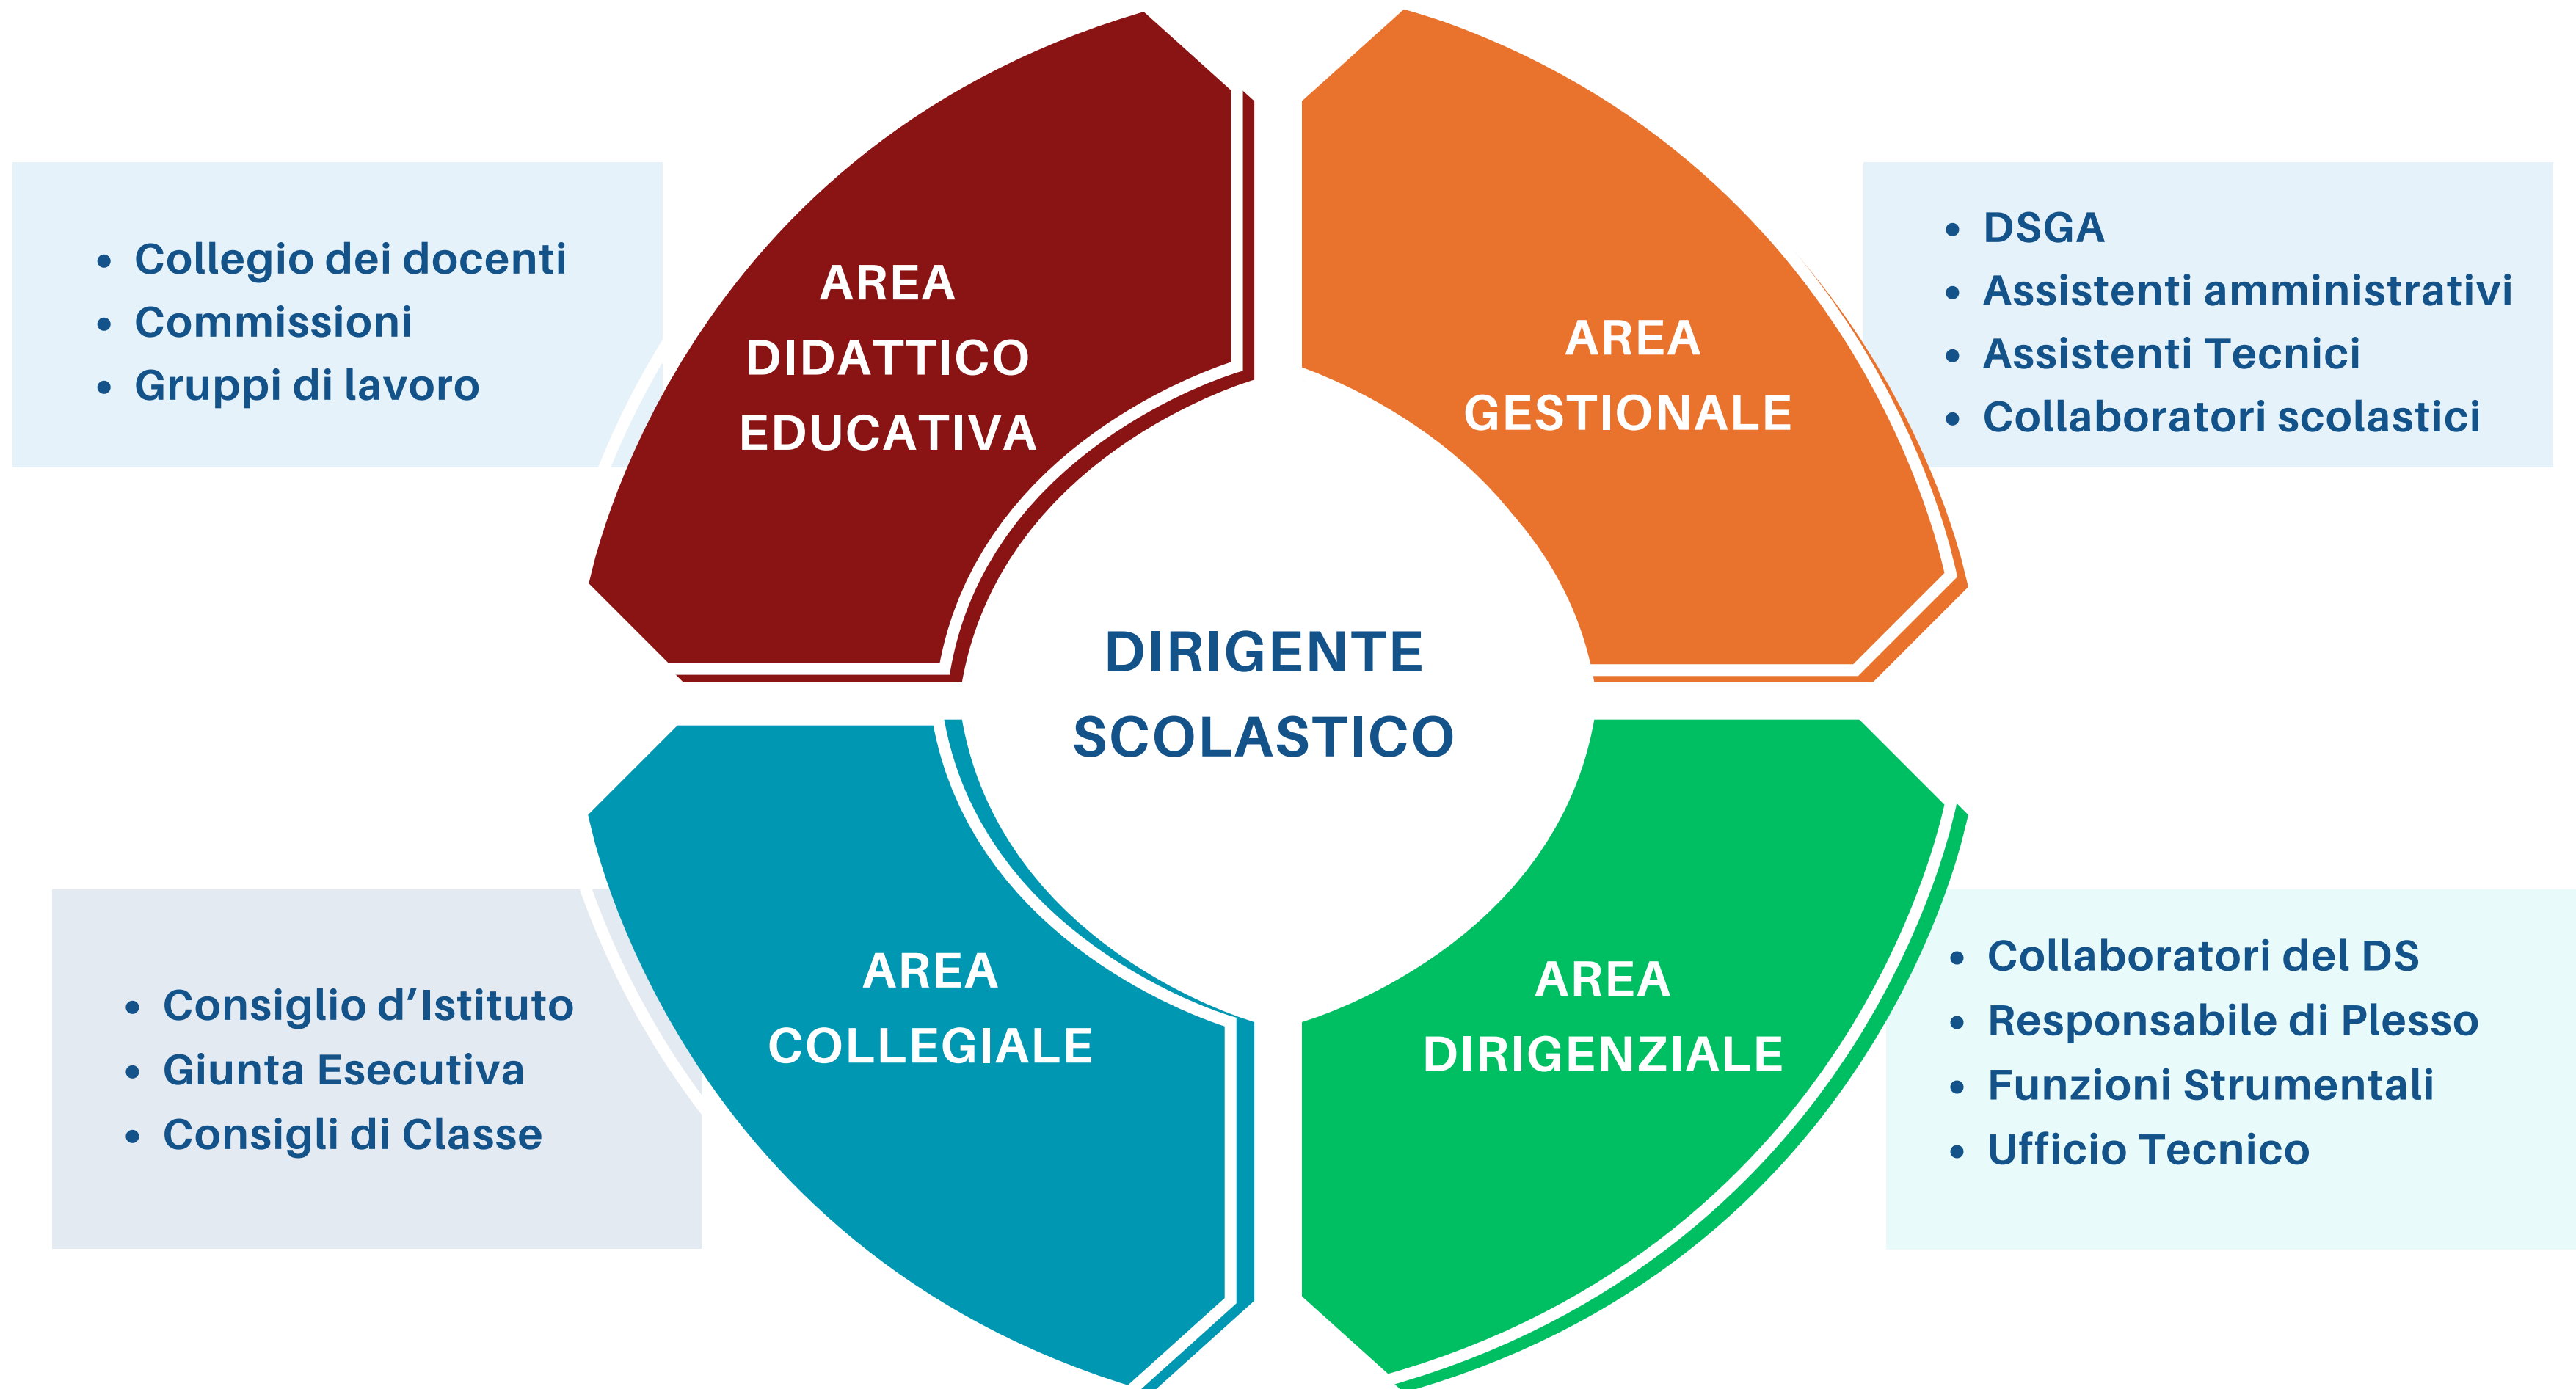 AREA
DIDATTICO
EDUCATIVA
• Collegio dei docenti
• Commissioni
• Gruppi di lavoro
AREA
GESTIONALE
• DSGA
• Assistenti amministrativi
• Assistenti Tecnici
• Collaboratori scolastici
DIRIGENTE
SCOLASTICO
AREA
COLLEGIALE
• Consiglio d’Istituto
• Giunta Esecutiva
• Consigli di Classe
AREA
DIRIGENZIALE
• Collaboratori del DS
• Responsabile di Plesso
• Funzioni Strumentali
• Ufficio Tecnico